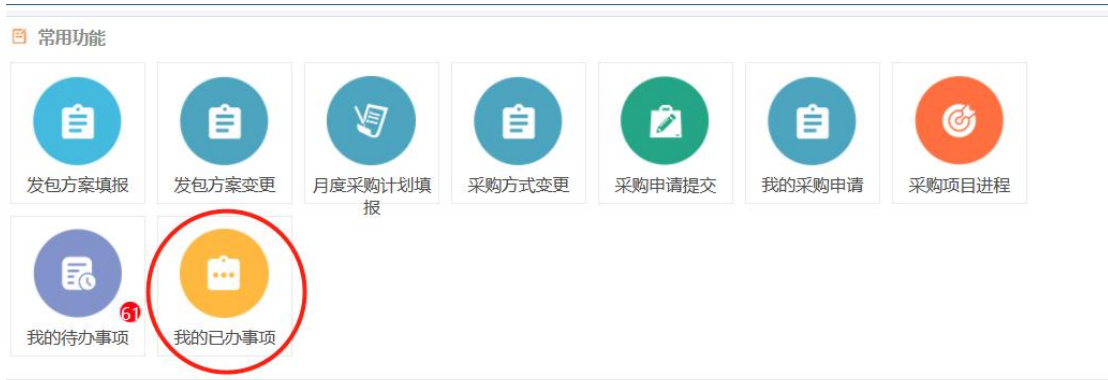 常用功能
发包方案填报
发包方案变更
月度采购计划填
报
采购方式变更
采购申请提交
我的采购申请
采购项目进程
61
我的待办事项
我的已办事项